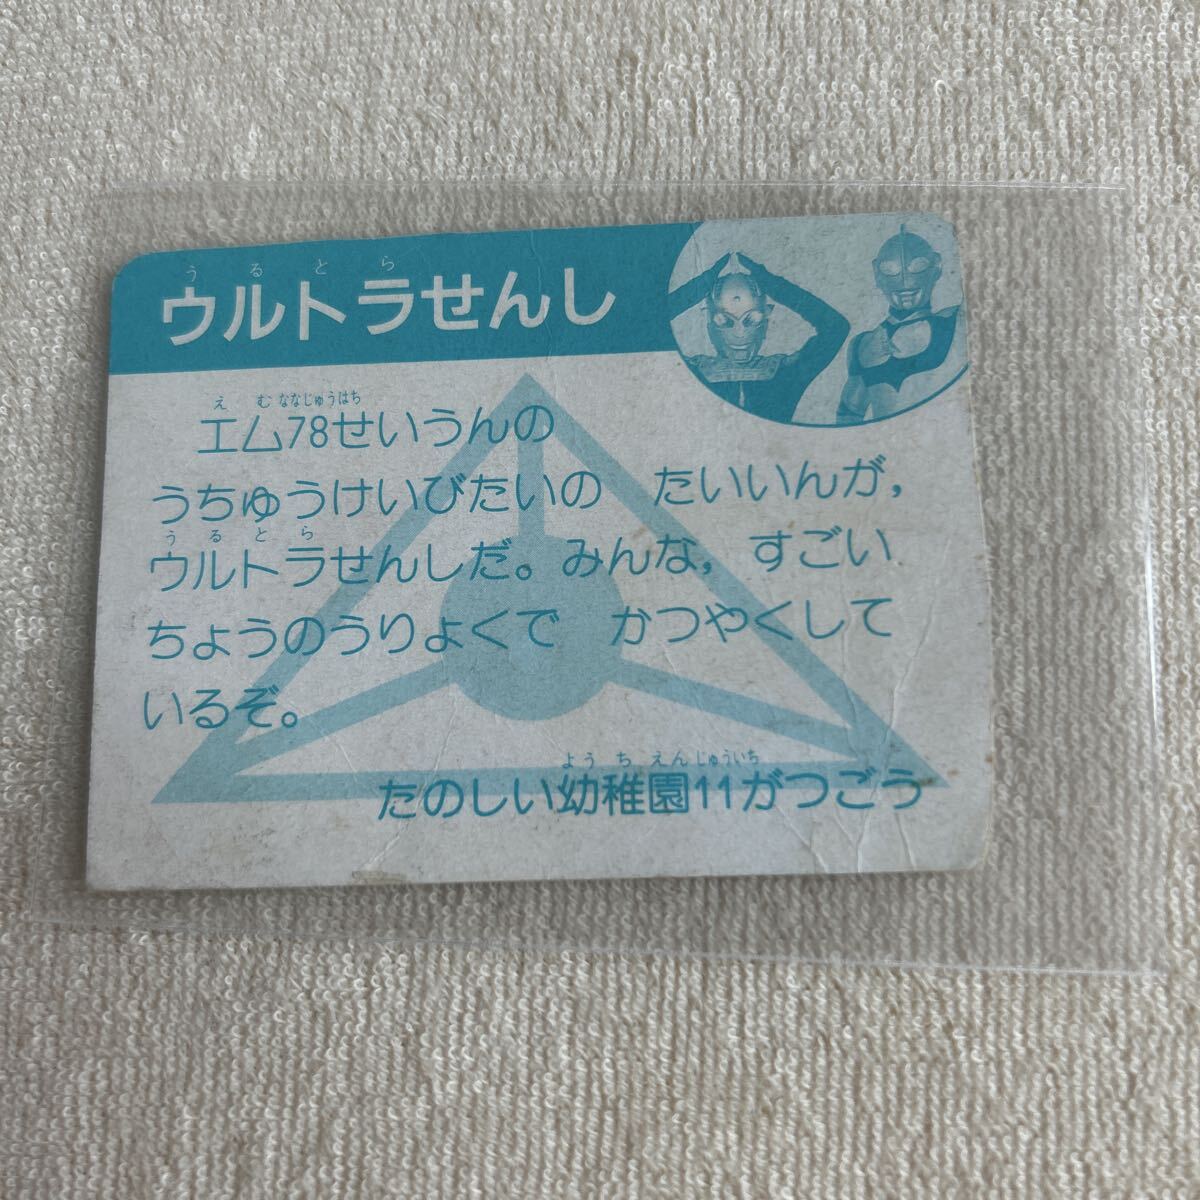 うるとら
ウルトラせんし
えむななじゅうはち
エム78せいうんの
うちゅうけいびたいの たいいんが,
うるとら
ウルトラせんしだ。みんな, すごい
ちょうのうりょくで かつやくして
いるぞ。
ようちえんじゅういち
たのしい幼稚園11がつごう